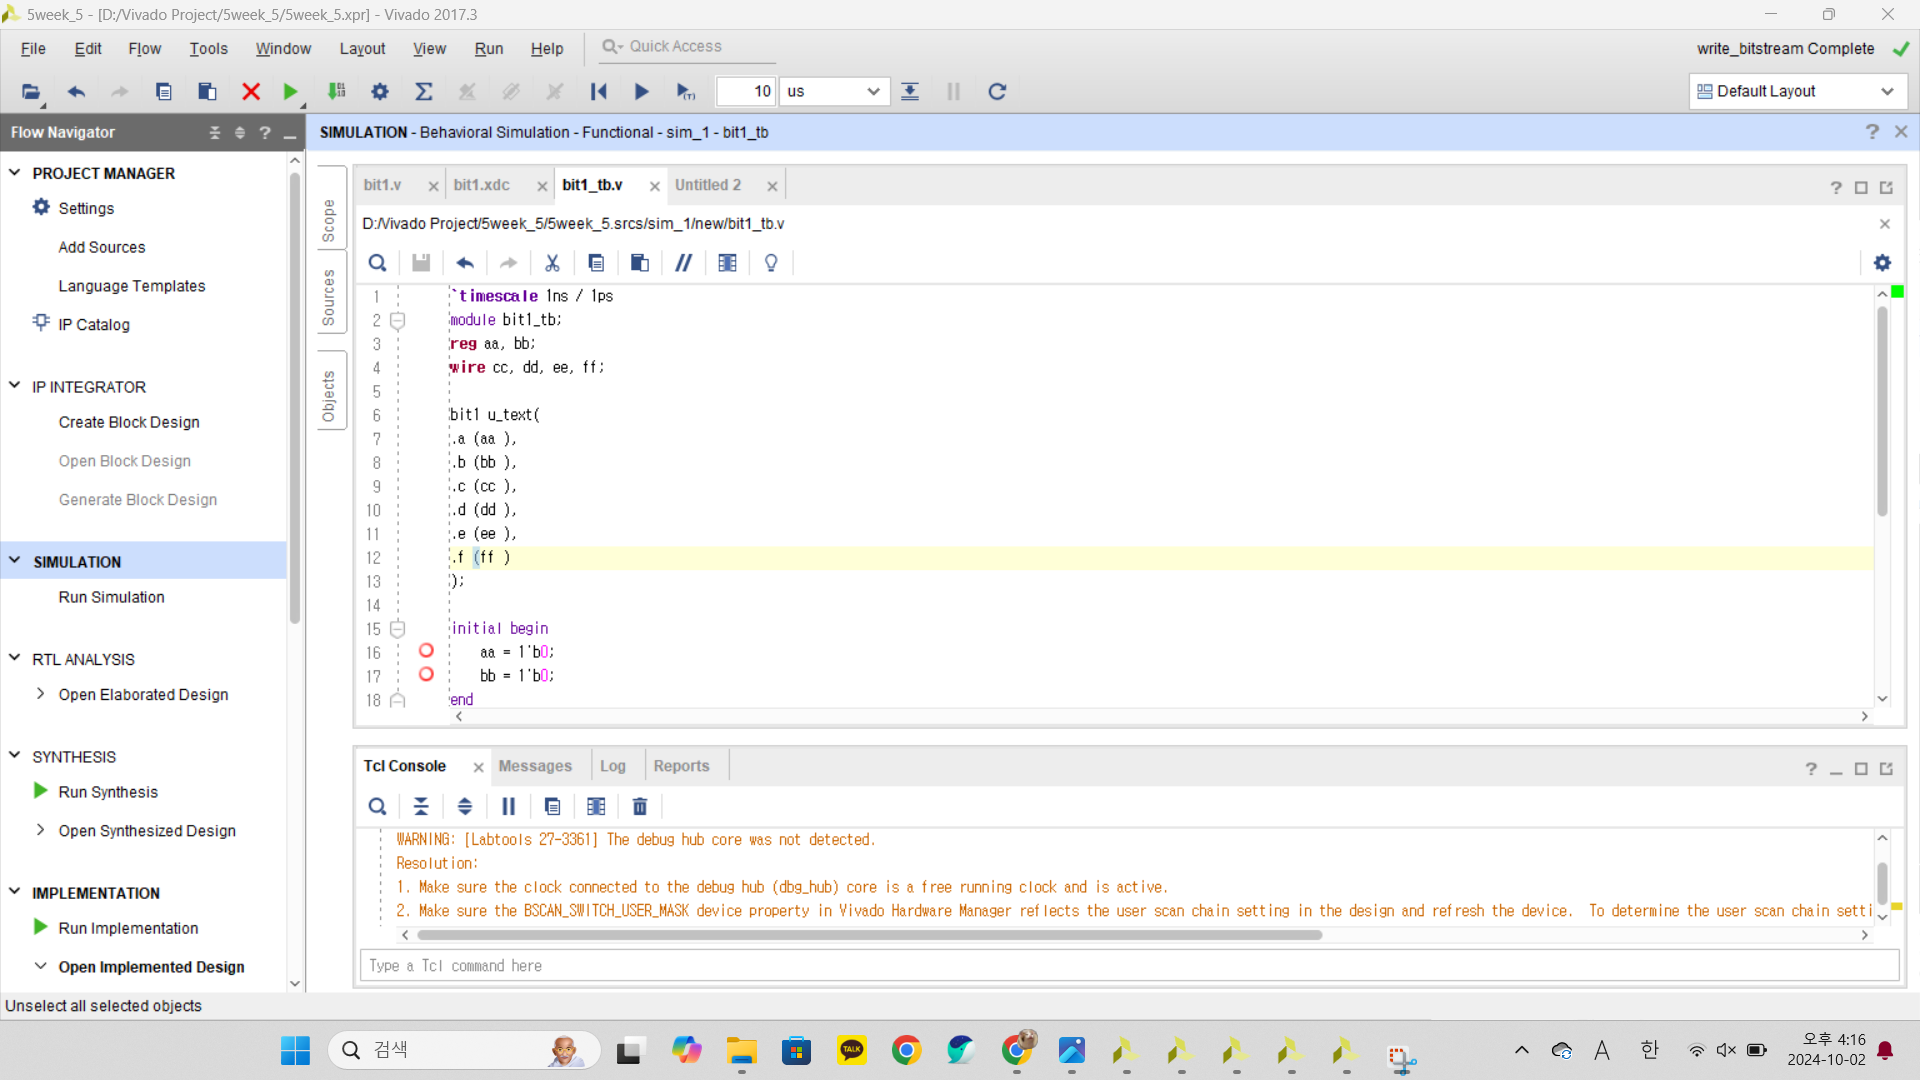 5week_5 - [D:/Vivado Project/5week_5/5week_5.xpr] - Vivado 2017.3
File Edit Flow Tools Window Layout View Run Help Quick Access
write_bitstream Complete
10 us
Default Layout
Flow Navigator
SIMULATION - Behavioral Simulation - Functional - sim_1 - bit1_tb
PROJECT MANAGER
Settings
Add Sources
Language Templates
IP Catalog
IP INTEGRATOR
Create Block Design
Open Block Design
Generate Block Design
SIMULATION
Run Simulation
RTL ANALYSIS
Open Elaborated Design
SYNTHESIS
Run Synthesis
Open Synthesized Design
IMPLEMENTATION
Run Implementation
Open Implemented Design
Scope
Sources
Objects
bit1.v bit1.xdc bit1_tb.v Untitled 2
D:/Vivado Project/5week_5/5week_5.srcs/sim_1/new/bit1_tb.v
1 `timescale 1ns / 1ps
2 module bit1_tb;
3 reg aa, bb;
4 wire cc, dd, ee, ff;
5
6 bit1 u_text(
7 .a (aa ),
8 .b (bb ),
9 .c (cc ),
10 .d (dd ),
11 .e (ee ),
12 .f (ff )
13 );
14
15 initial begin
16 aa = 1'b0;
17 bb = 1'b0;
18 end
Tcl Console Messages Log Reports
WARNING: [Labtools 27-3361] The debug hub core was not detected.
Resolution:
1. Make sure the clock connected to the debug hub (dbg_hub) core is a free running clock and is active.
2. Make sure the BSCAN_SWITCH_USER_MASK device property in Vivado Hardware Manager reflects the user scan chain setting in the design and refresh the device. To determine the user scan chain setti
Type a Tcl command here
Unselect all selected objects
검색
TALK
A 한
오후 4:16
2024-10-02